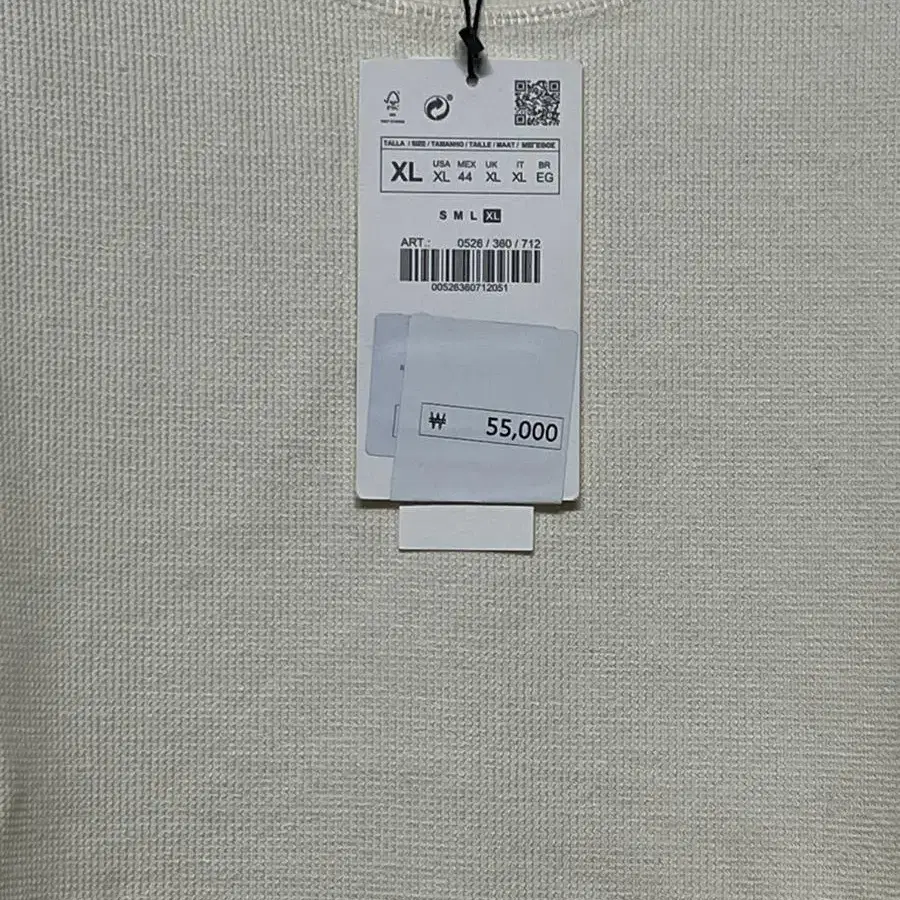 TALLA / SIZE / TAMANHO / TAILLE / MAAT /
XL
USA MEX UK IT BR
XL 44 XL XL EG
S M L XL
ART.: 0526 / 360 / 712
00526360712051
₩ 55,000